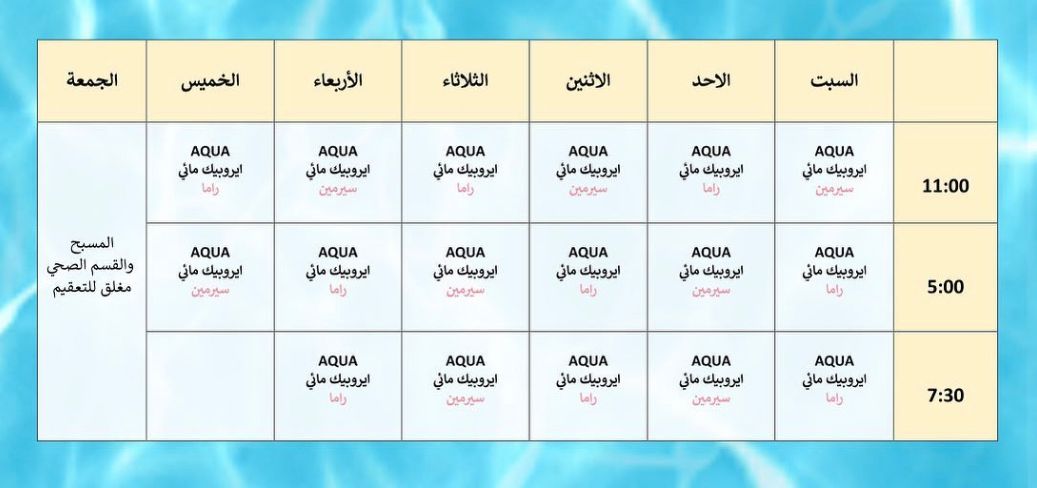 السبت
الاحد
الاثنين
الثلاثاء
الأربعاء
الخميس
الجمعة
11:00
AQUA
ايروبيك مائي
سيرمين
AQUA
ايروبيك مائي
راما
AQUA
ايروبيك مائي
سيرمين
AQUA
ايروبيك مائي
راما
AQUA
ايروبيك مائي
سيرمين
AQUA
ايروبيك مائي
راما
المسبح
والقسم الصحي
مغلق للتعقيم
5:00
AQUA
ايروبيك مائي
راما
AQUA
ايروبيك مائي
سيرمين
AQUA
ايروبيك مائي
راما
AQUA
ايروبيك مائي
سيرمين
AQUA
ايروبيك مائي
راما
AQUA
ايروبيك مائي
سيرمين
7:30
AQUA
ايروبيك مائي
راما
AQUA
ايروبيك مائي
سيرمين
AQUA
ايروبيك مائي
راما
AQUA
ايروبيك مائي
سيرمين
AQUA
ايروبيك مائي
راما